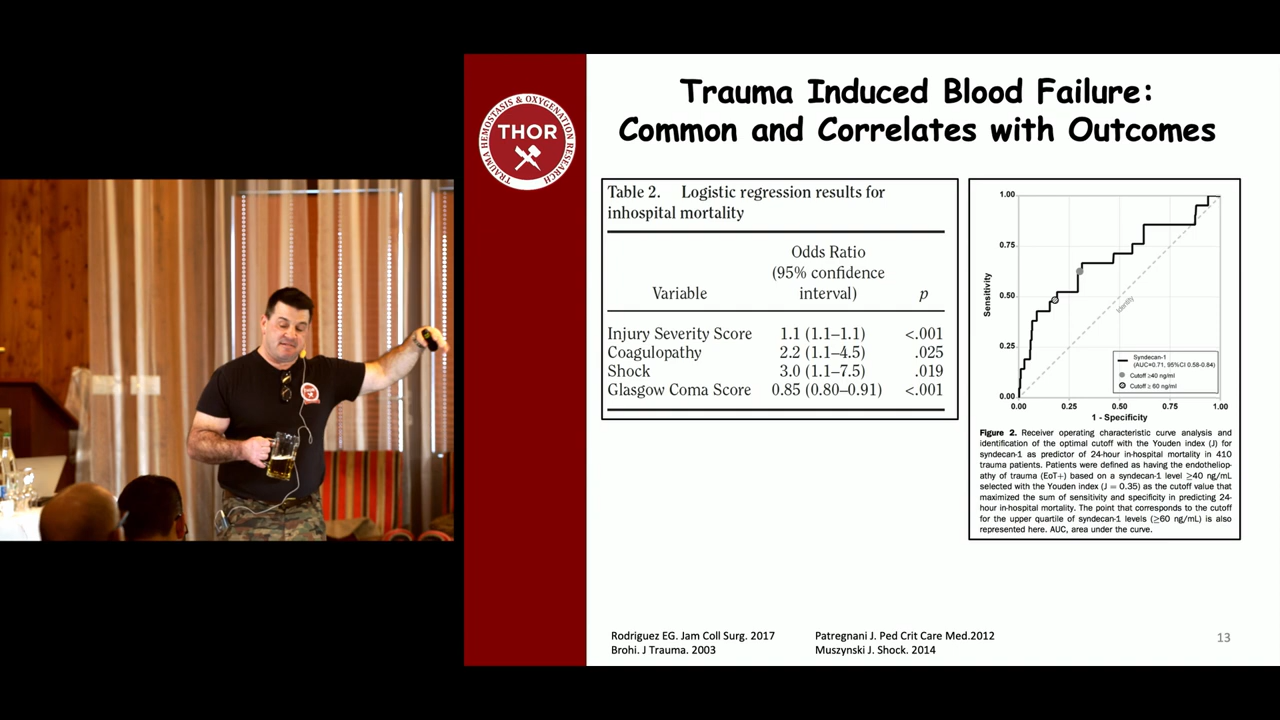 TRAUMA HEMOSTASIS & OXYGENATION RESEARCH
THOR
Trauma Induced Blood Failure:
Common and Correlates with Outcomes
Table 2. Logistic regression results for
inhospital mortality
Variable
Odds Ratio
(95% confidence
interval)
p
Injury Severity Score 1.1 (1.1–1.1) <.001
Coagulopathy 2.2 (1.1–4.5) .025
Shock 3.0 (1.1–7.5) .019
Glasgow Coma Score 0.85 (0.80–0.91) <.001
Sensitivity
1.00
0.75
0.50
0.25
0.00
Identity
Syndecan-1
(AUC=0.71, 95%CI 0.58-0.84)
Cutoff ≥40 ng/ml
Cutoff ≥ 60 ng/ml
0.00 0.25 0.50 0.75 1.00
1 - Specificity
Figure 2. Receiver operating characteristic curve analysis and
identification of the optimal cutoff with the Youden index (J) for
syndecan-1 as predictor of 24-hour in-hospital mortality in 410
trauma patients. Patients were defined as having the endotheliop-
athy of trauma (EoT+) based on a syndecan-1 level ≥40 ng/mL
selected with the Youden index (J = 0.35) as the cutoff value that
maximized the sum of sensitivity and specificity in predicting 24-
hour in-hospital mortality. The point that corresponds to the cutoff
for the upper quartile of syndecan-1 levels (≥60 ng/mL) is also
represented here. AUC, area under the curve.
Rodriguez EG. Jam Coll Surg. 2017
Brohi. J Trauma. 2003
Patregnani J. Ped Crit Care Med.2012
Muszynski J. Shock. 2014
13